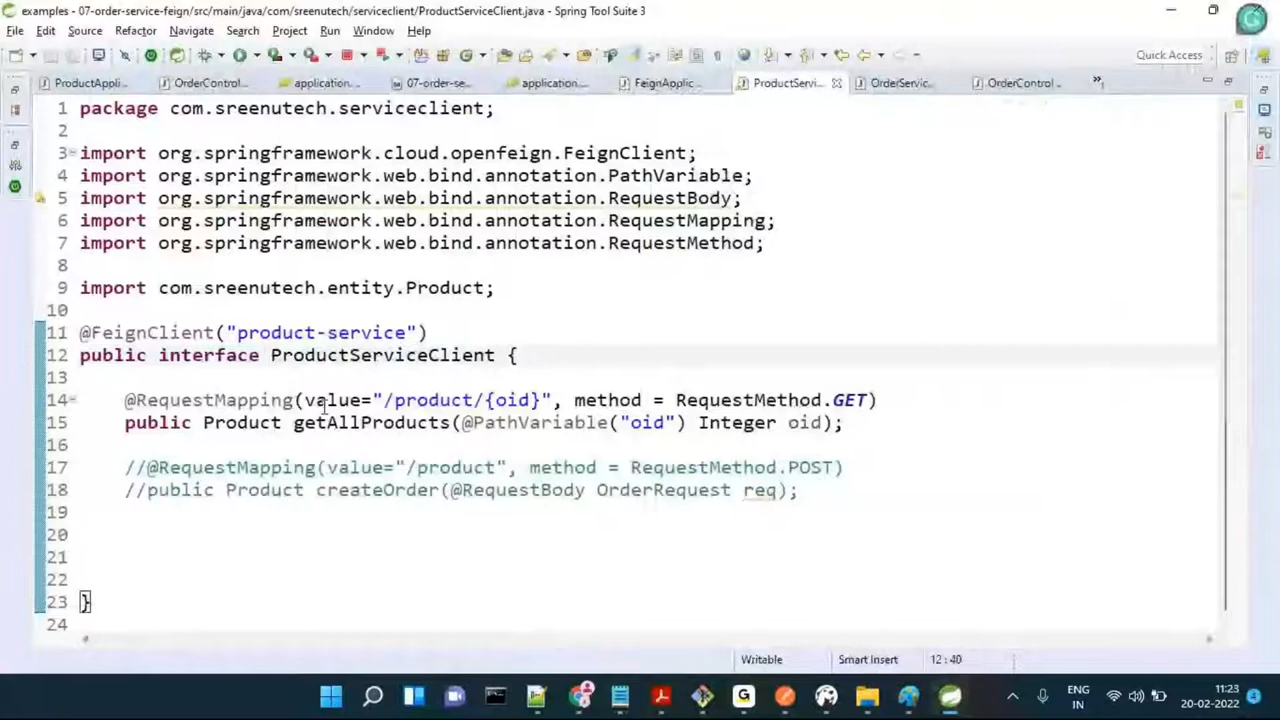 examples - 07-order-service-feign/src/main/java/com/sreenutech/serviceclient/ProductServiceClient.java - Spring Tool Suite 3
File Edit Source Refactor Navigate Search Project Run Window Help
Quick Access
ProductAppli... OrderControl... application.... 07-order-se... application.... FeignApplic... ProductServi... OrderServic... OrderControl...
1 package com.sreenutech.serviceclient;
2
3 import org.springframework.cloud.openfeign.FeignClient;
4 import org.springframework.web.bind.annotation.PathVariable;
5 import org.springframework.web.bind.annotation.RequestBody;
6 import org.springframework.web.bind.annotation.RequestMapping;
7 import org.springframework.web.bind.annotation.RequestMethod;
8
9 import com.sreenutech.entity.Product;
10
11 @FeignClient("product-service")
12 public interface ProductServiceClient {
13
14 @RequestMapping(value="/product/{oid}", method = RequestMethod.GET)
15 public Product getAllProducts(@PathVariable("oid") Integer oid);
16
17 //@RequestMapping(value="/product", method = RequestMethod.POST)
18 //public Product createOrder(@RequestBody OrderRequest req);
19
20
21
22
23 }
24
Writable Smart Insert 12 : 40
ENG 11:23
IN 20-02-2022